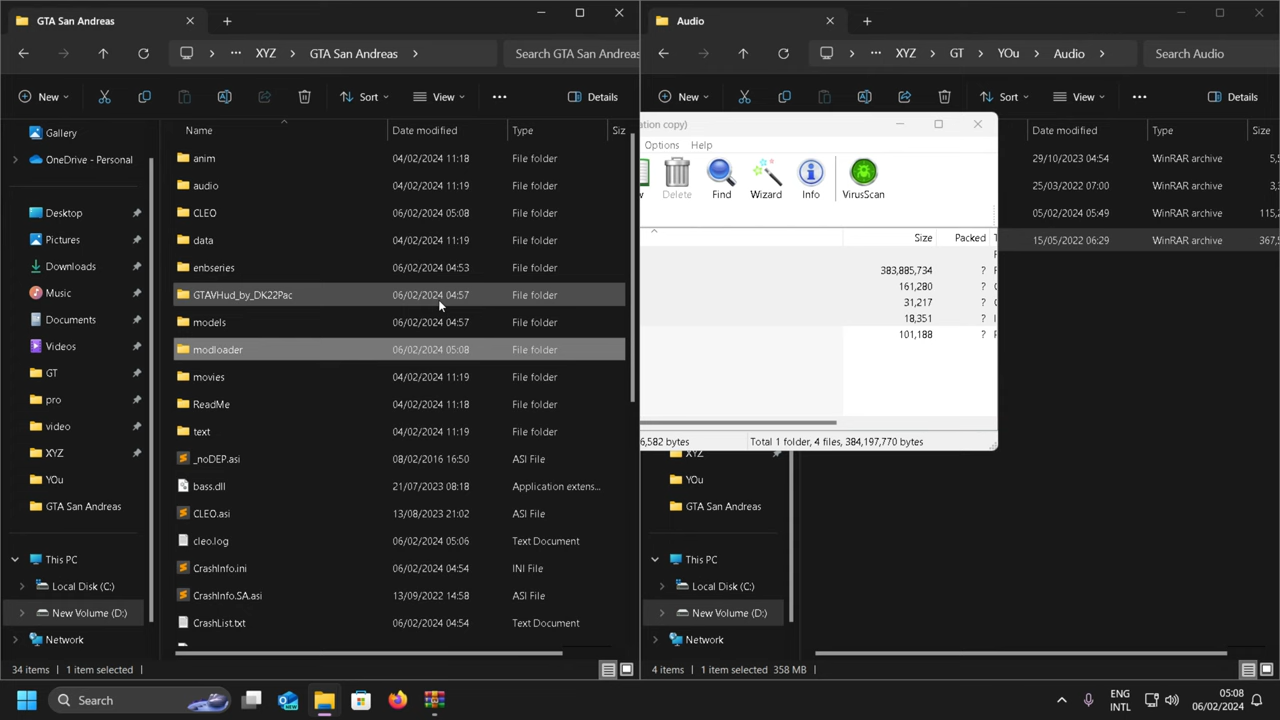 GTA San Andreas
XYZ
GTA San Andreas
Search GTA San Andreas
New
Sort
View
Details
Name
Date modified
Type
Siz
Gallery
OneDrive - Personal
Desktop
Pictures
Downloads
Music
Documents
Videos
GT
pro
video
XYZ
YOu
GTA San Andreas
This PC
Local Disk (C:)
New Volume (D:)
Network
anim 04/02/2024 11:18 File folder
audio 04/02/2024 11:19 File folder
CLEO 06/02/2024 05:08 File folder
data 04/02/2024 11:19 File folder
enbseries 06/02/2024 04:53 File folder
GTAVHud_by_DK22Pac 06/02/2024 04:57 File folder
models 06/02/2024 04:57 File folder
modloader 06/02/2024 05:08 File folder
movies 04/02/2024 11:19 File folder
ReadMe 04/02/2024 11:18 File folder
text 04/02/2024 11:19 File folder
_noDEP.asi 08/02/2016 16:50 ASI File
bass.dll 21/07/2023 08:18 Application extens...
CLEO.asi 13/08/2023 21:02 ASI File
cleo.log 06/02/2024 05:06 Text Document
CrashInfo.ini 06/02/2024 04:54 INI File
CrashInfo.SA.asi 13/09/2022 14:58 ASI File
CrashList.txt 06/02/2024 04:54 Text Document
34 items
1 item selected
Audio
XYZ
GT
YOu
Audio
Search Audio
New
Sort
View
Details
Date modified
Type
Size
29/10/2023 04:54 WinRAR archive 3,
25/03/2022 07:00 WinRAR archive 3,
05/02/2024 05:49 WinRAR archive 115,
15/05/2022 06:29 WinRAR archive 367,
ation copy)
Options Help
w
Delete
Find
Wizard
Info
VirusScan
Size Packed T
383,885,734 ?
161,280 ?
31,217 ?
18,351 ?
101,188 ?
6,582 bytes
Total 1 folder, 4 files, 384,197,770 bytes
XYZ
YOu
GTA San Andreas
This PC
Local Disk (C:)
New Volume (D:)
Network
4 items
1 item selected 358 MB
Search
ENG
INTL
05:08
06/02/2024